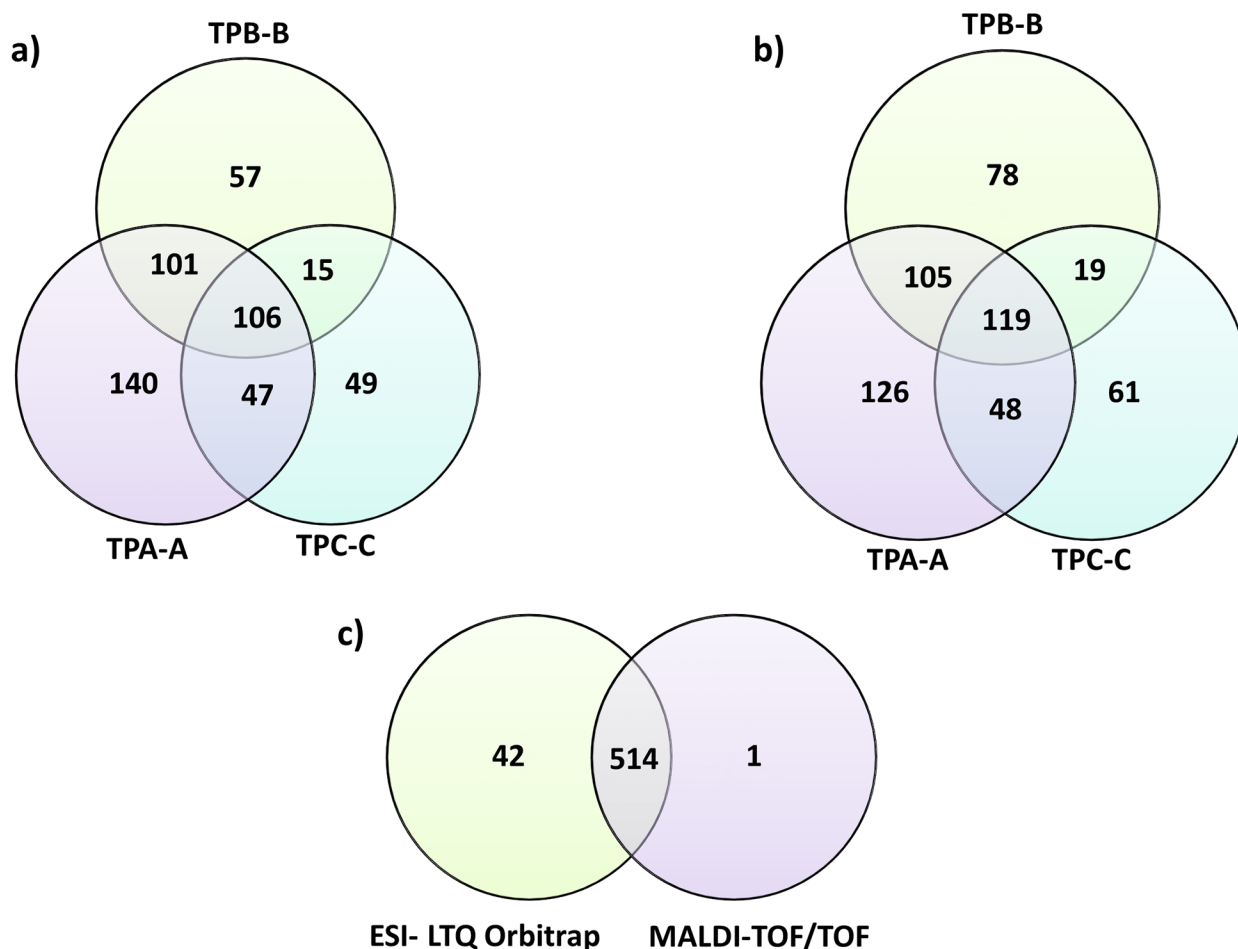 a)
TPB-B
57
101
15
106
140
47
49
TPA-A
TPC-C
b)
TPB-B
78
105
19
119
126
48
61
TPA-A
TPC-C
c)
42
514
1
ESI- LTQ Orbitrap
MALDI-TOF/TOF